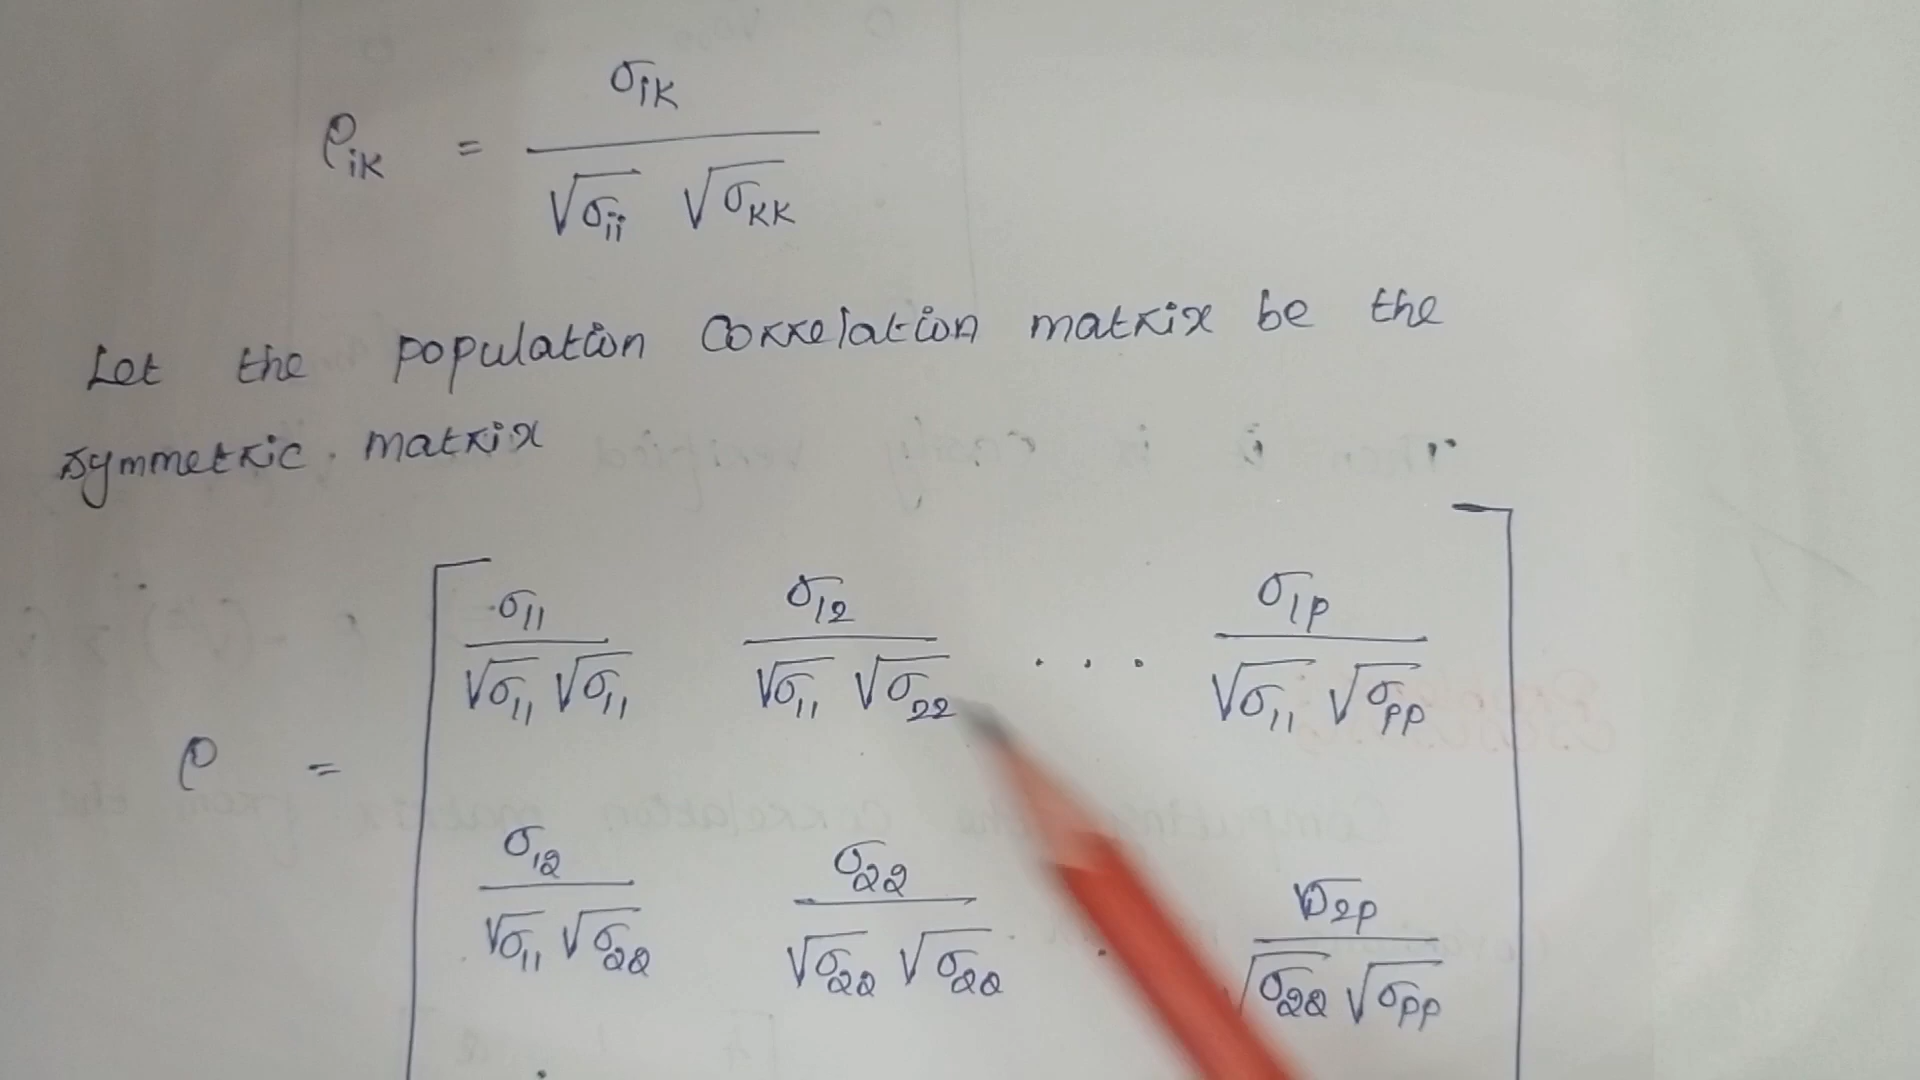 ρik = σik / √σii √σkk
Let the population correlation matrix be the
symmetric matrix
σ11 / √σ11 √σ11   σ12 / √σ11 √σ22   . . .   σ1p / √σ11 √σpp
ρ =
σ12 / √σ11 √σ22   σ22 / √σ22 √σ22   .   σ2p / √σ22 √σpp